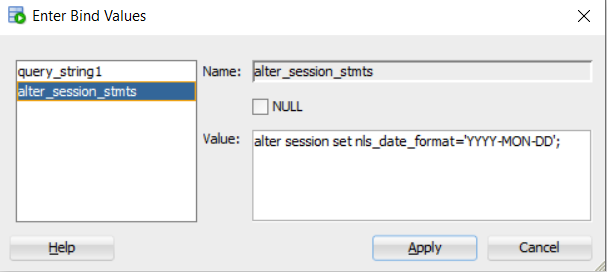 Enter Bind Values
query_string1
alter_session_stmts
Name: alter_session_stmts
NULL
Value: alter session set nls_date_format='YYYY-MON-DD';
Help Apply Cancel